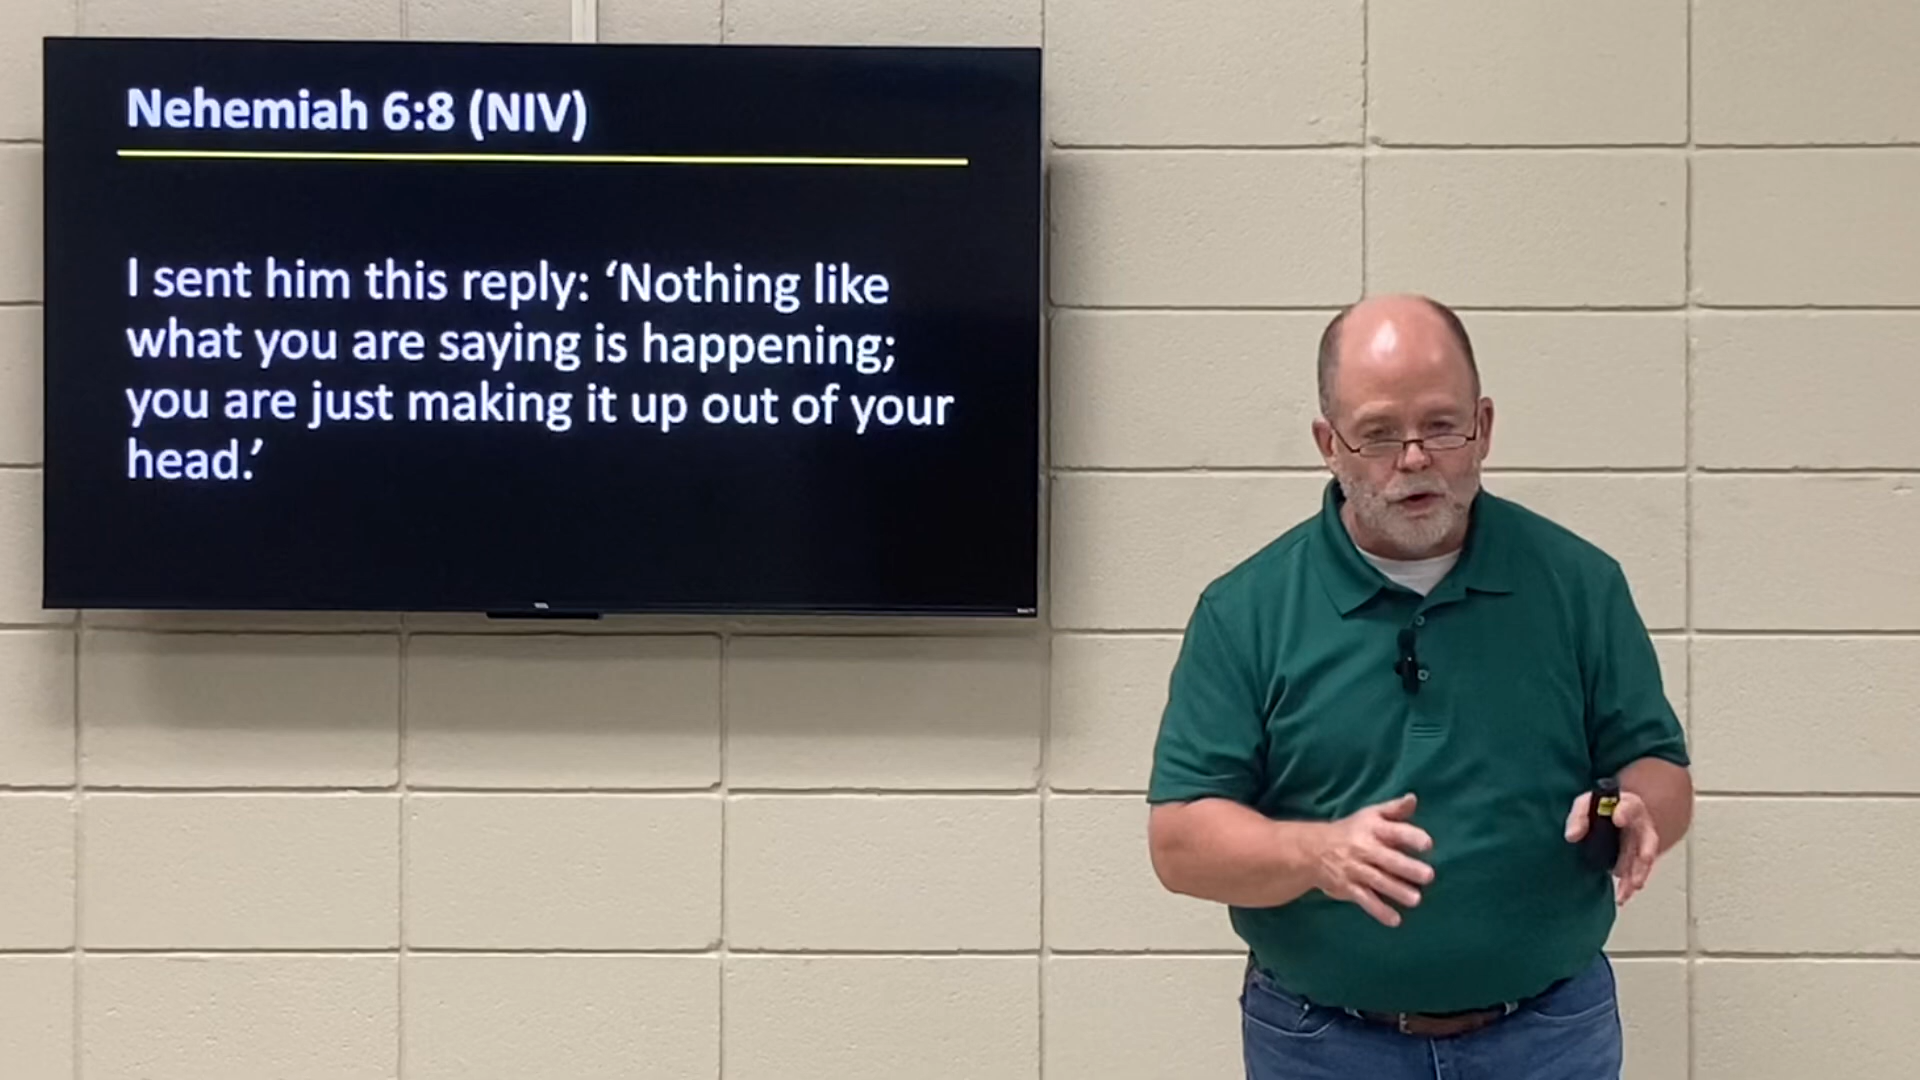 Nehemiah 6:8 (NIV)
I sent him this reply: ‘Nothing like
what you are saying is happening;
you are just making it up out of your
head.’
TCL